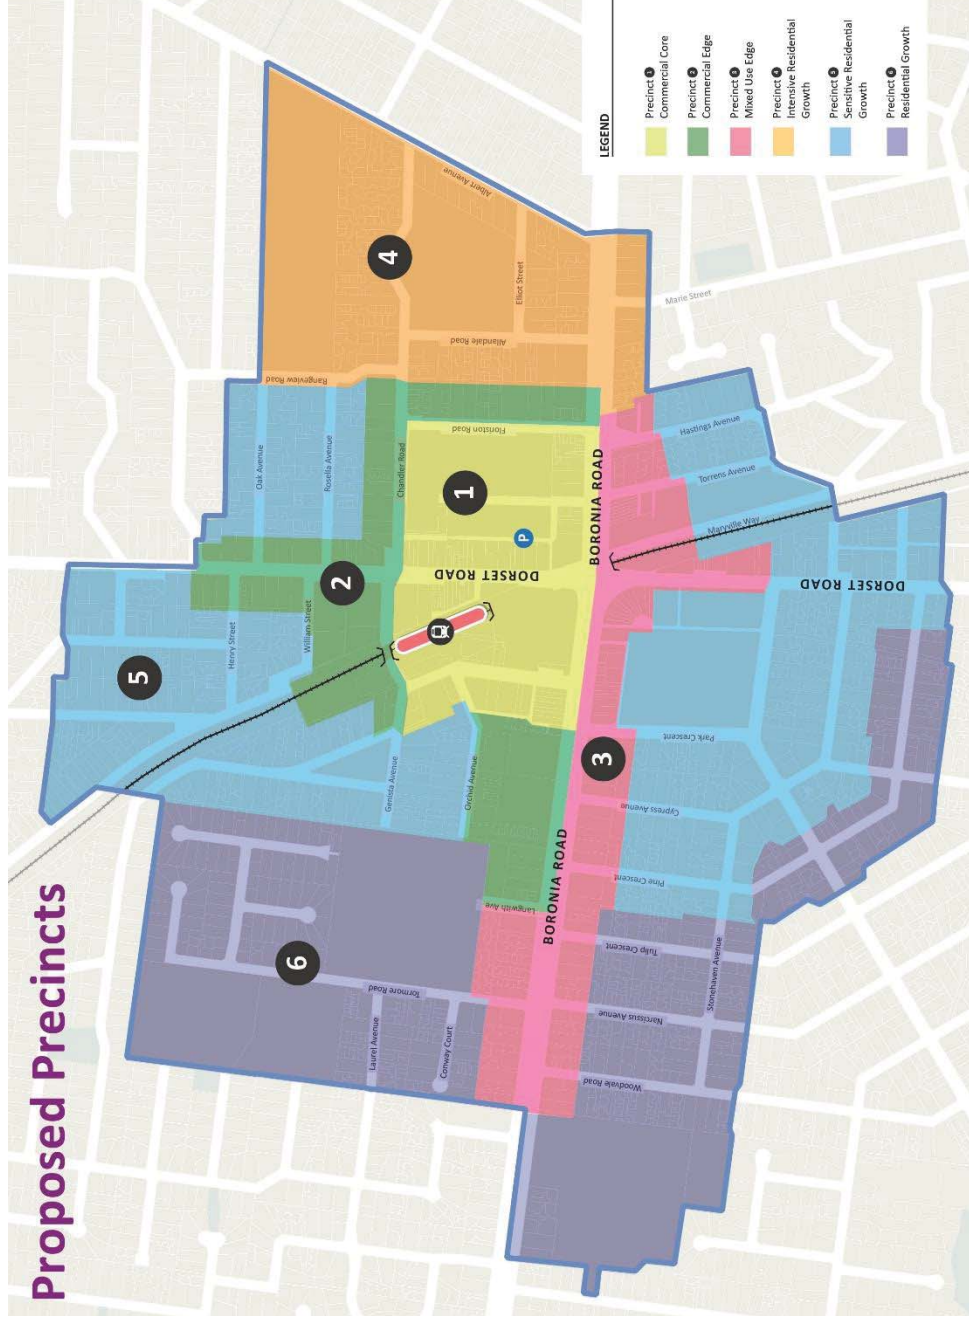 Proposed Precincts
5
Henry Street
William Street
Oak Avenue
Rosella Avenue
Rangeview Road
2
Chandler Road
4
Albert Avenue
Elliot Street
Allandale Road
Floriston Road
1
P
DORSET ROAD
Genista Avenue
Orchid Avenue
6
Tormore Road
Laurel Avenue
Conway Court
Langwith Ave
BORONIA ROAD
BORONIA ROAD
3
Marie Street
Hastings Avenue
Torrens Avenue
Maryville Way
DORSET ROAD
Park Crescent
Cypress Avenue
Pine Crescent
Tulip Crescent
Narcissus Avenue
Woodvale Road
Stonehaven Avenue
LEGEND
Precinct 1
Commercial Core
Precinct 2
Commercial Edge
Precinct 3
Mixed Use Edge
Precinct 4
Intensive Residential
Growth
Precinct 5
Sensitive Residential
Growth
Precinct 6
Residential Growth